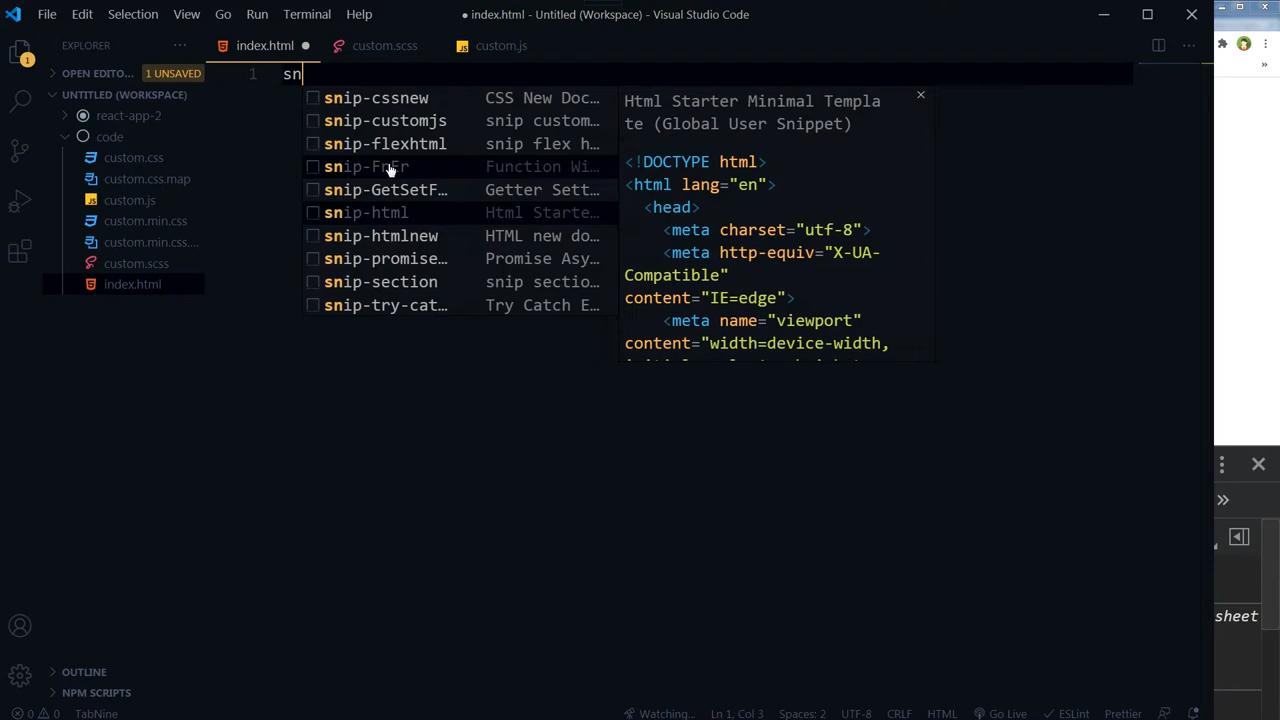 File Edit Selection View Go Run Terminal Help
● index.html - Untitled (Workspace) - Visual Studio Code
EXPLORER
index.html
custom.scss
custom.js
OPEN EDITO... 1 UNSAVED
UNTITLED (WORKSPACE)
react-app-2
code
custom.css
custom.css.map
custom.js
custom.min.css
custom.min.css....
custom.scss
index.html
OUTLINE
NPM SCRIPTS
1
1 sn
snip-cssnew CSS New Doc...
snip-customjs snip custom...
snip-flexhtml snip flex h...
snip-FnEr Function Wi...
snip-GetSetF... Getter Sett...
snip-html Html Starte...
snip-htmlnew HTML new do...
snip-promise... Promise Asy...
snip-section snip sectio...
snip-try-cat... Try Catch E...
Html Starter Minimal Templa
te (Global User Snippet)
<!DOCTYPE html>
<html lang="en">
<head>
<meta charset="utf-8">
<meta http-equiv="X-UA-
Compatible"
content="IE=edge">
<meta name="viewport"
content="width=device-width,
sheet
0 0 TabNine
Watching... Ln 1, Col 3 Spaces: 2 UTF-8 CRLF HTML Go Live ESLint Prettier